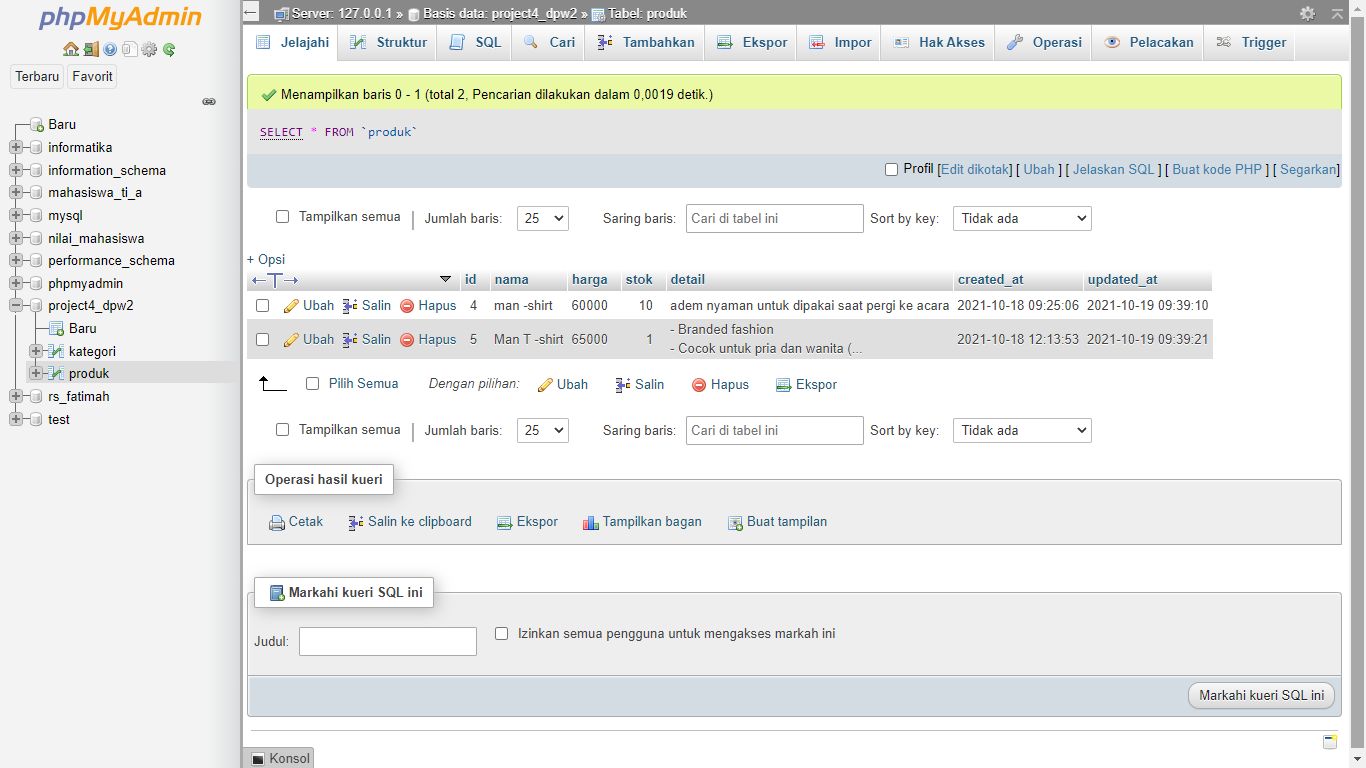 phpMyAdmin
Terbaru Favorit
Baru
informatika
information_schema
mahasiswa_ti_a
mysql
nilai_mahasiswa
performance_schema
phpmyadmin
project4_dpw2
Baru
kategori
produk
rs_fatimah
test
Server: 127.0.0.1 » Basis data: project4_dpw2 » Tabel: produk
Jelajahi Struktur SQL Cari Tambahkan Ekspor Impor Hak Akses Operasi Pelacakan Trigger
Menampilkan baris 0 - 1 (total 2, Pencarian dilakukan dalam 0,0019 detik.)
SELECT * FROM `produk`
Profil [Edit dikotak] [ Ubah ] [ Jelaskan SQL ] [ Buat kode PHP ] [ Segarkan]
Tampilkan semua | Jumlah baris: 25 Saring baris: Cari di tabel ini Sort by key: Tidak ada
+ Opsi
←T→ id nama harga stok detail created_at updated_at
Ubah Salin Hapus 4 man -shirt 60000 10 adem nyaman untuk dipakai saat pergi ke acara 2021-10-18 09:25:06 2021-10-19 09:39:10
Ubah Salin Hapus 5 Man T -shirt 65000 1 - Branded fashion 2021-10-18 12:13:53 2021-10-19 09:39:21
- Cocok untuk pria dan wanita (...
Pilih Semua Dengan pilihan: Ubah Salin Hapus Ekspor
Tampilkan semua | Jumlah baris: 25 Saring baris: Cari di tabel ini Sort by key: Tidak ada
Operasi hasil kueri
Cetak Salin ke clipboard Ekspor Tampilkan bagan Buat tampilan
Markahi kueri SQL ini
Judul: Izinkan semua pengguna untuk mengakses markah ini
Markahi kueri SQL ini
Konsol